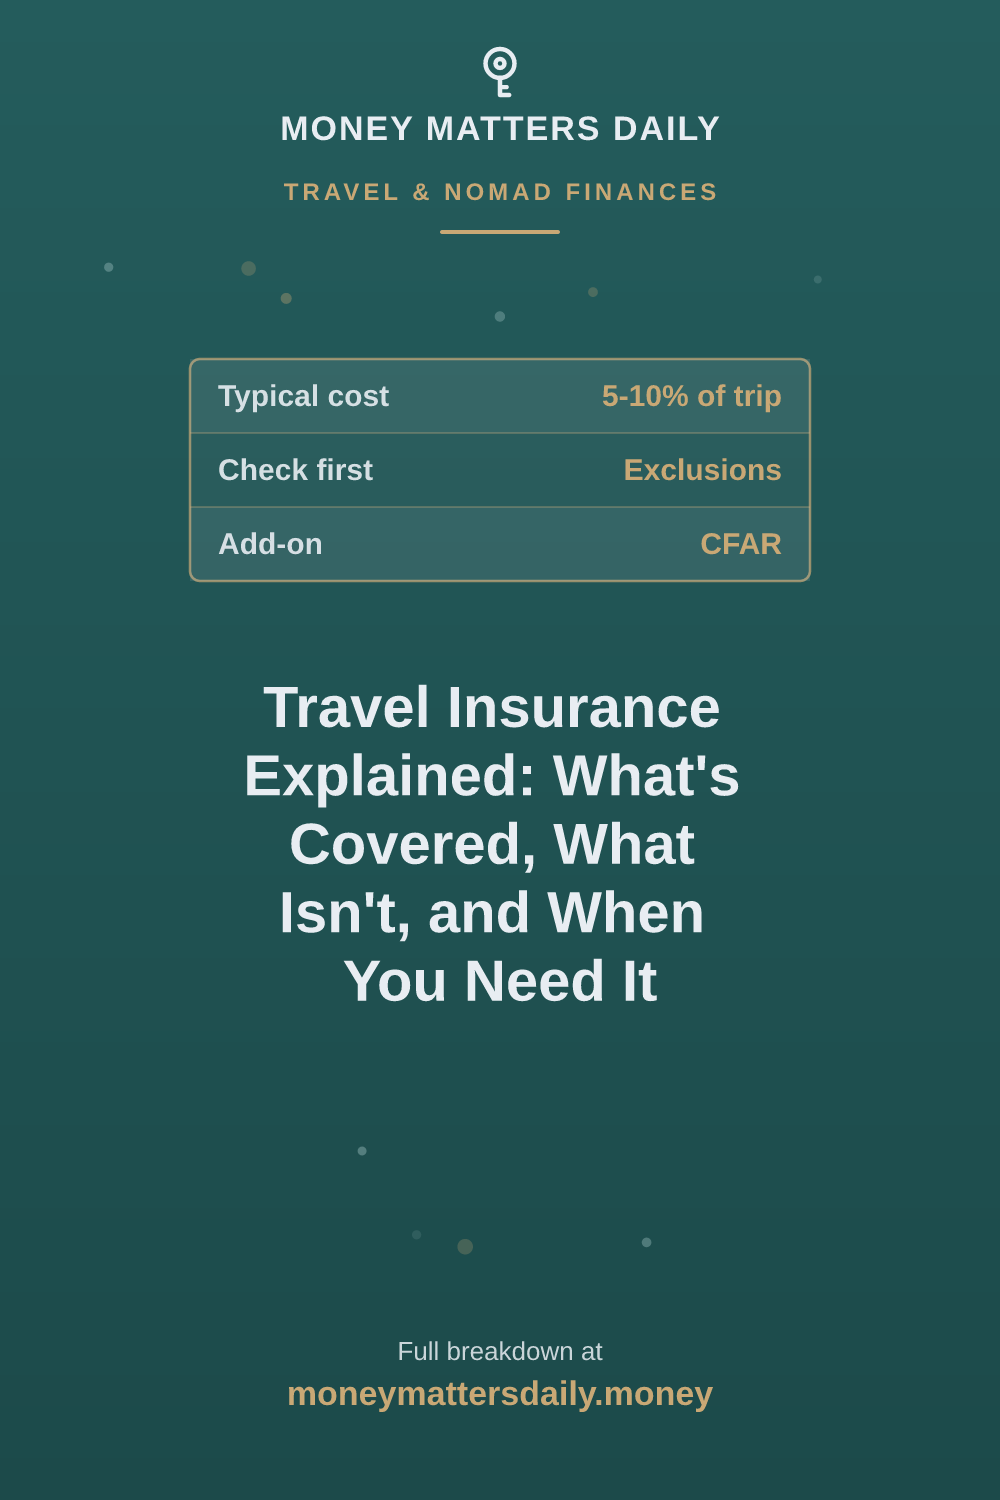 MONEY MATTERS DAILY
TRAVEL & NOMAD FINANCES
Typical cost 5-10% of trip
Check first Exclusions
Add-on CFAR
Travel Insurance
Explained: What's
Covered, What
Isn't, and When
You Need It
Full breakdown at
moneymattersdaily.money